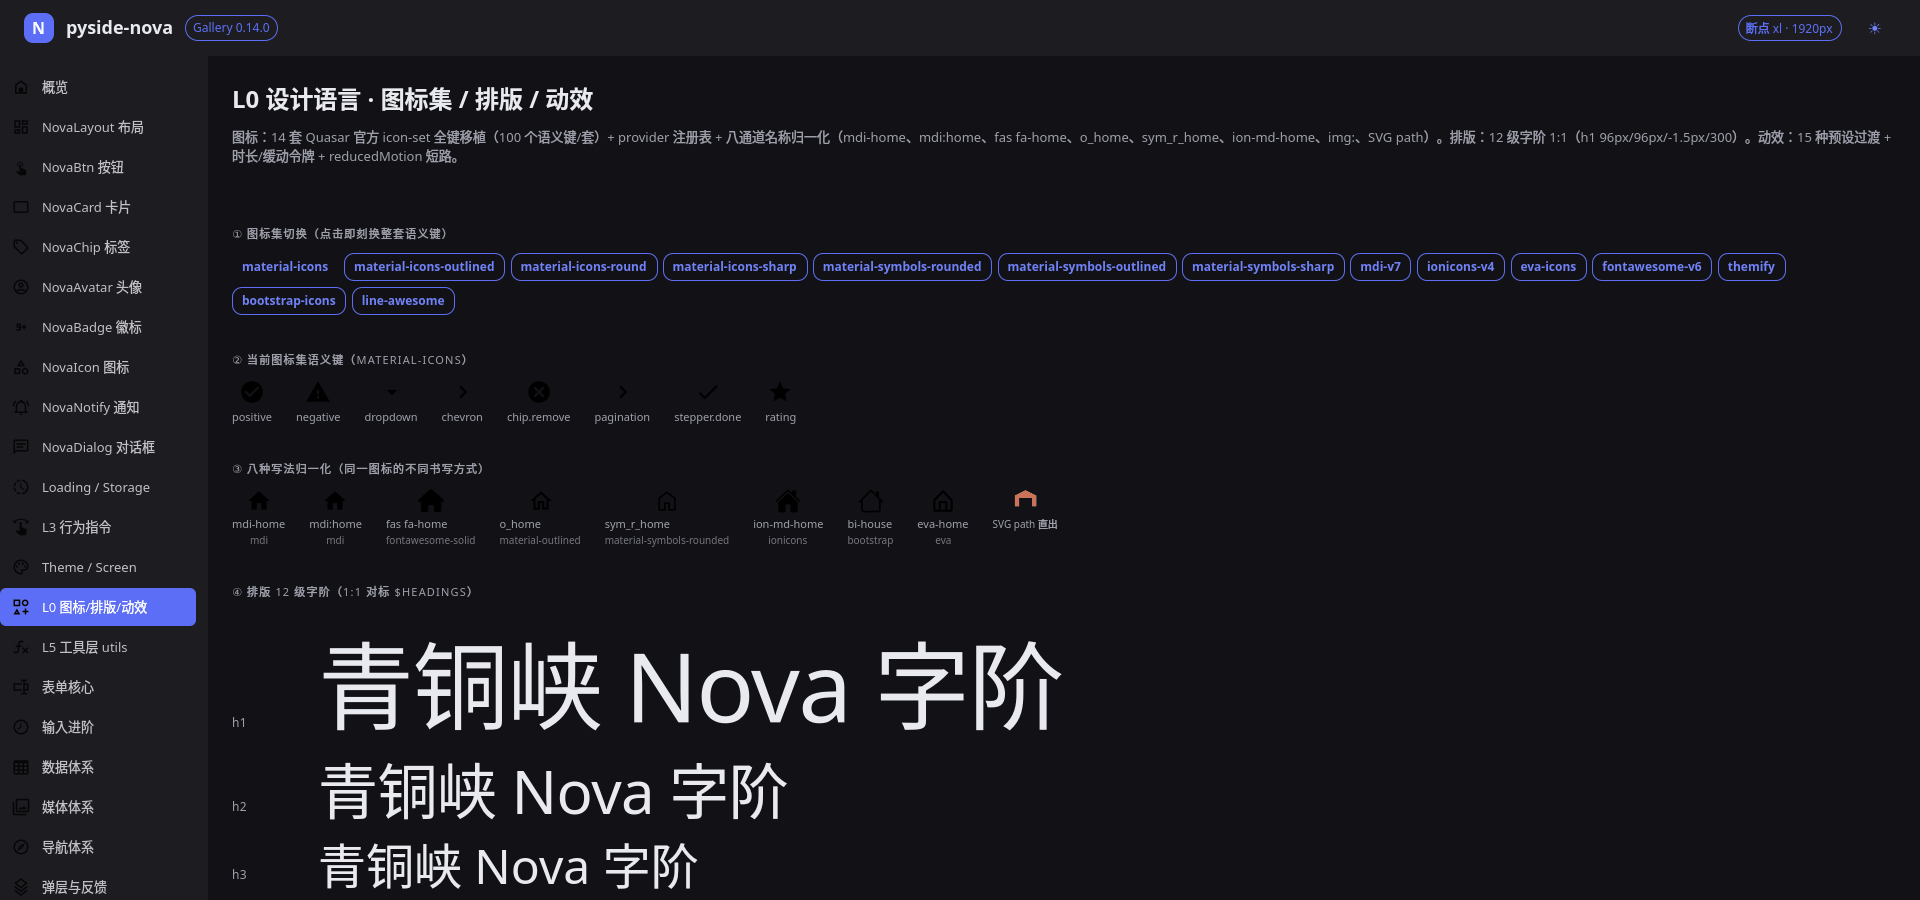 N pyside-nova Gallery 0.14.0 断点 xl · 1920px
概览
NovaLayout 布局
NovaBtn 按钮
NovaCard 卡片
NovaChip 标签
NovaAvatar 头像
NovaBadge 徽标
NovaIcon 图标
NovaNotify 通知
NovaDialog 对话框
Loading / Storage
L3 行为指令
Theme / Screen
L0 图标/排版/动效
L5 工具层 utils
表单核心
输入进阶
数据体系
媒体体系
导航体系
弹层与反馈
L0 设计语言 · 图标集 / 排版 / 动效
图标：14 套 Quasar 官方 icon-set 全键移植（100 个语义键/套）+ provider 注册表 + 八通道名称归一化（mdi-home、mdi:home、fas fa-home、o_home、sym_r_home、ion-md-home、img:、SVG path）。排版：12 级字阶 1:1（h1 96px/96px/-1.5px/300）。动效：15 种预设过渡 +
时长/缓动令牌 + reducedMotion 短路。
① 图标集切换（点击即刻换整套语义键）
material-icons material-icons-outlined material-icons-round material-icons-sharp material-symbols-rounded material-symbols-outlined material-symbols-sharp mdi-v7 ionicons-v4 eva-icons fontawesome-v6 themify
bootstrap-icons line-awesome
② 当前图标集语义键（MATERIAL-ICONS）
positive negative dropdown chevron chip.remove pagination stepper.done rating
③ 八种写法归一化（同一图标的不同书写方式）
mdi-home mdi:home fas fa-home o_home sym_r_home ion-md-home bi-house eva-home SVG path 直出
mdi mdi fontawesome-solid material-outlined material-symbols-rounded ionicons bootstrap eva
④ 排版 12 级字阶（1:1 对标 $HEADINGS）
h1 青铜峡 Nova 字阶
h2 青铜峡 Nova 字阶
h3 青铜峡 Nova 字阶